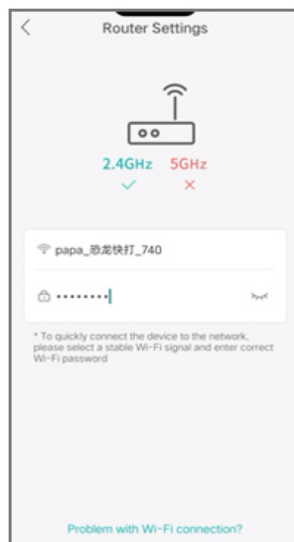 Router Settings
2.4GHz 5GHz
papa_恐龙快打_740
••••••••
* To quickly connect the device to the network,
please select a stable Wi-Fi signal and enter correct
Wi-Fi password
Problem with Wi-Fi connection?